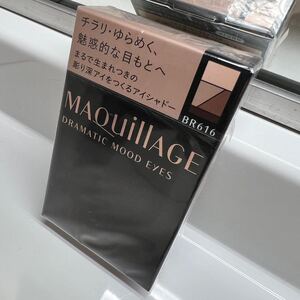 チラリ・ゆらめく、
魅惑的な目もとへ
まるで生まれつきの
彫り深アイをつくるアイシャドー
BR616
MAQuillAGE
DRAMATIC MOOD EYES